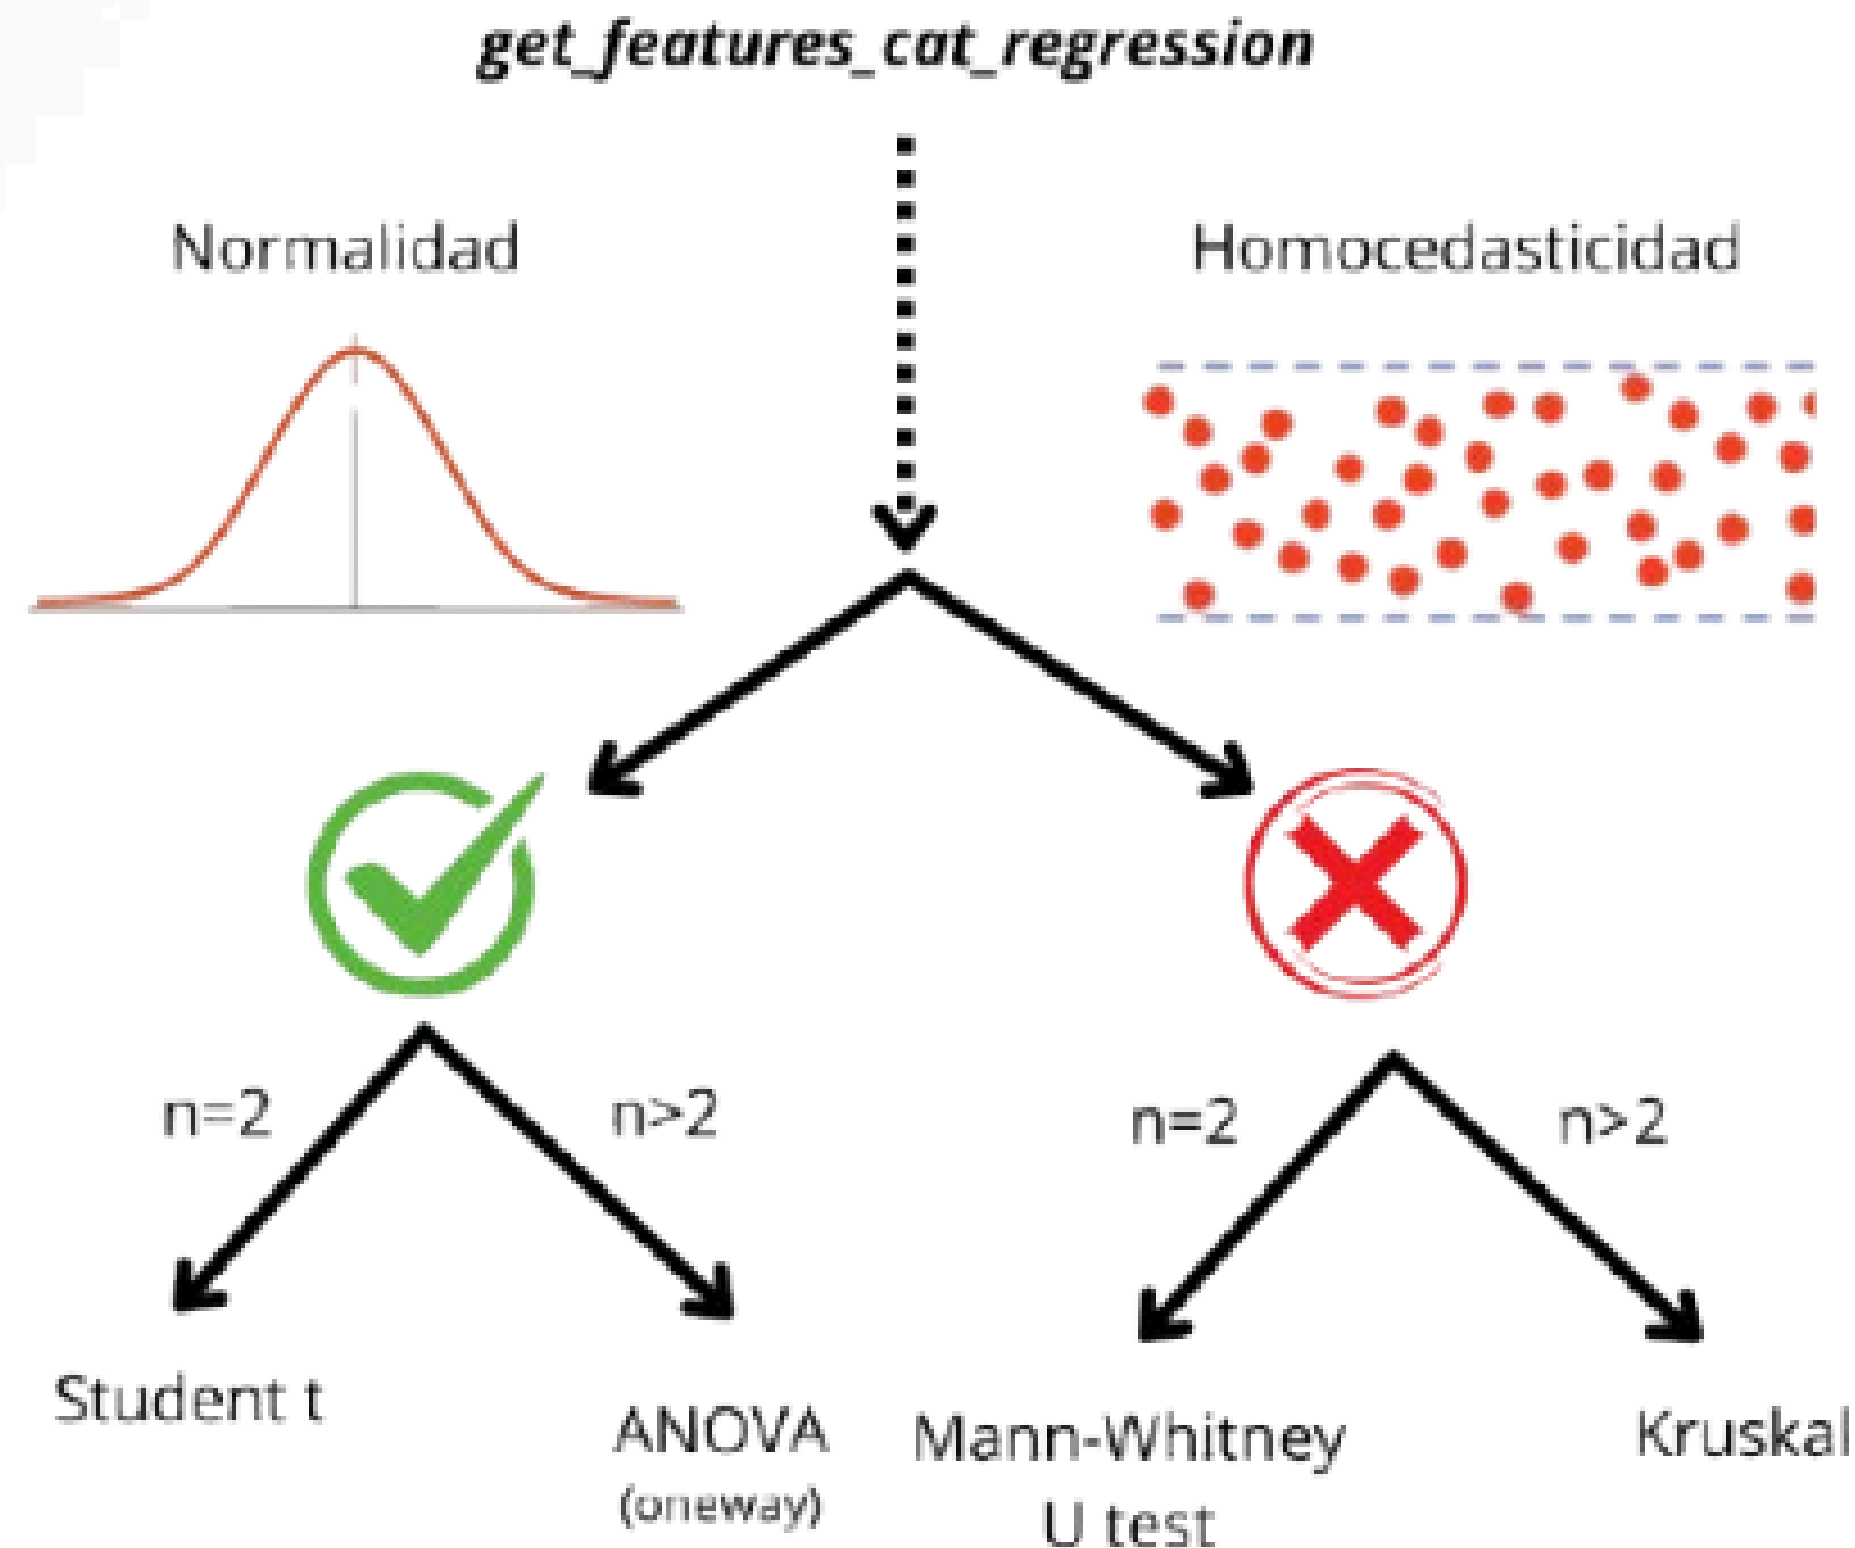 get_features_cat_regression
Normalidad
Homocedasticidad
n=2
n>2
n=2
n>2
Student t
ANOVA
(oneway)
Mann-Whitney
U test
Kruskal